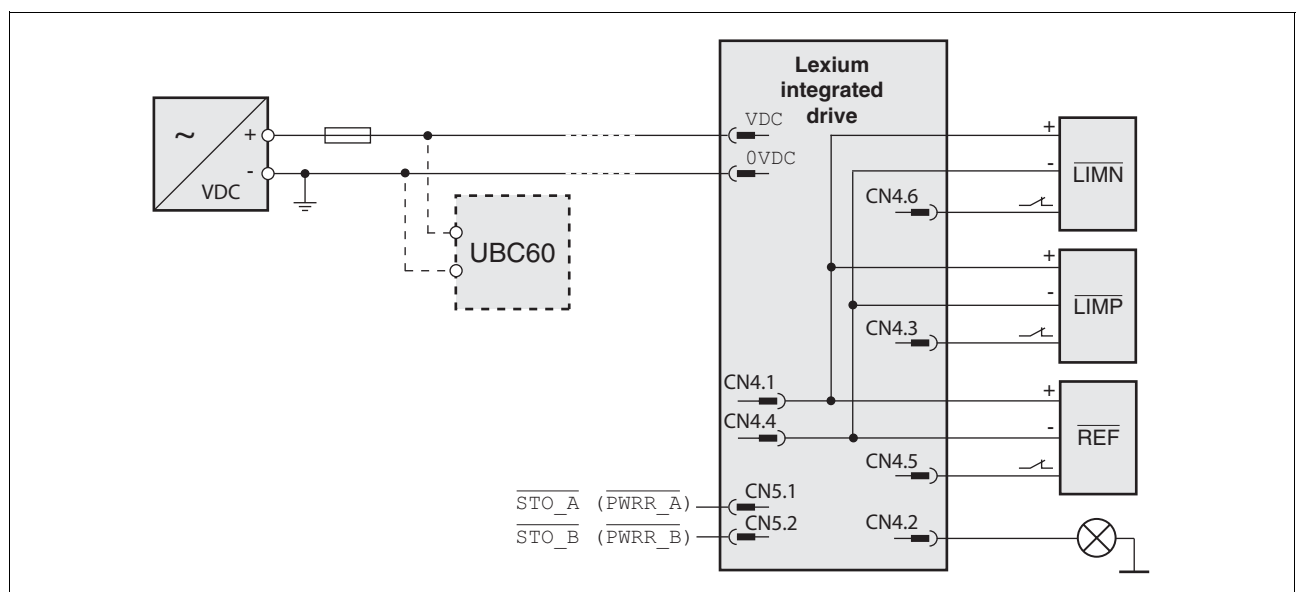 Lexium
integrated
drive
~
+
-
VDC
VDC
0VDC
UBC60
CN4.6
+
-
LIMN
CN4.3
+
-
LIMP
CN4.1
CN4.4
CN4.5
+
-
REF
STO_A (PWRR_A)
CN5.1
STO_B (PWRR_B)
CN5.2
CN4.2